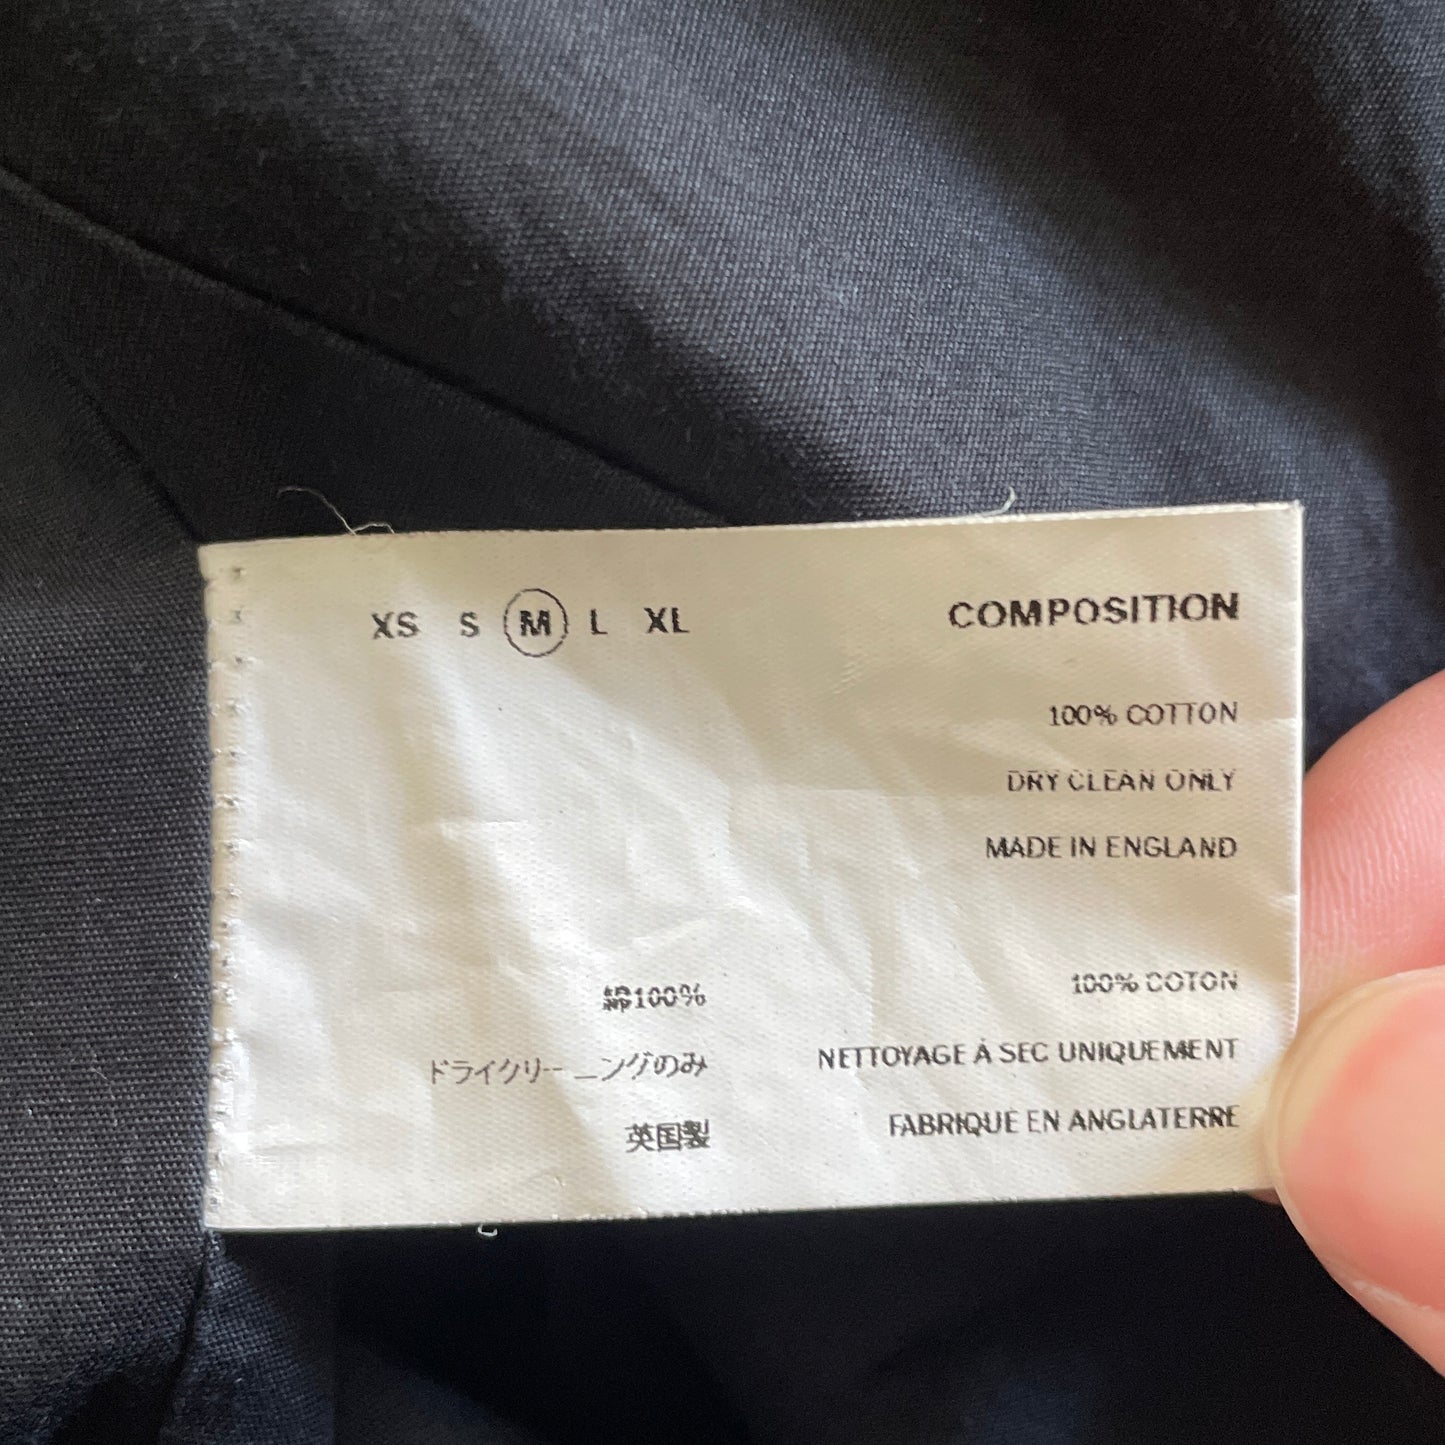 XS S M L XL
COMPOSITION
100% COTTON
DRY CLEAN ONLY
MADE IN ENGLAND
綿100%
ドライクリーニングのみ
英国製
100% COTON
NETTOYAGE À SEC UNIQUEMENT
FABRIQUE EN ANGLATERRE